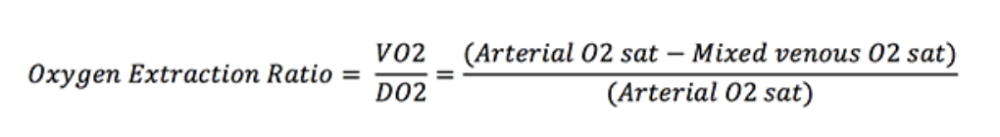 Oxygen Extraction Ratio = VO2/DO2 = (Arterial O2 sat − Mixed venous O2 sat)/(Arterial O2 sat)